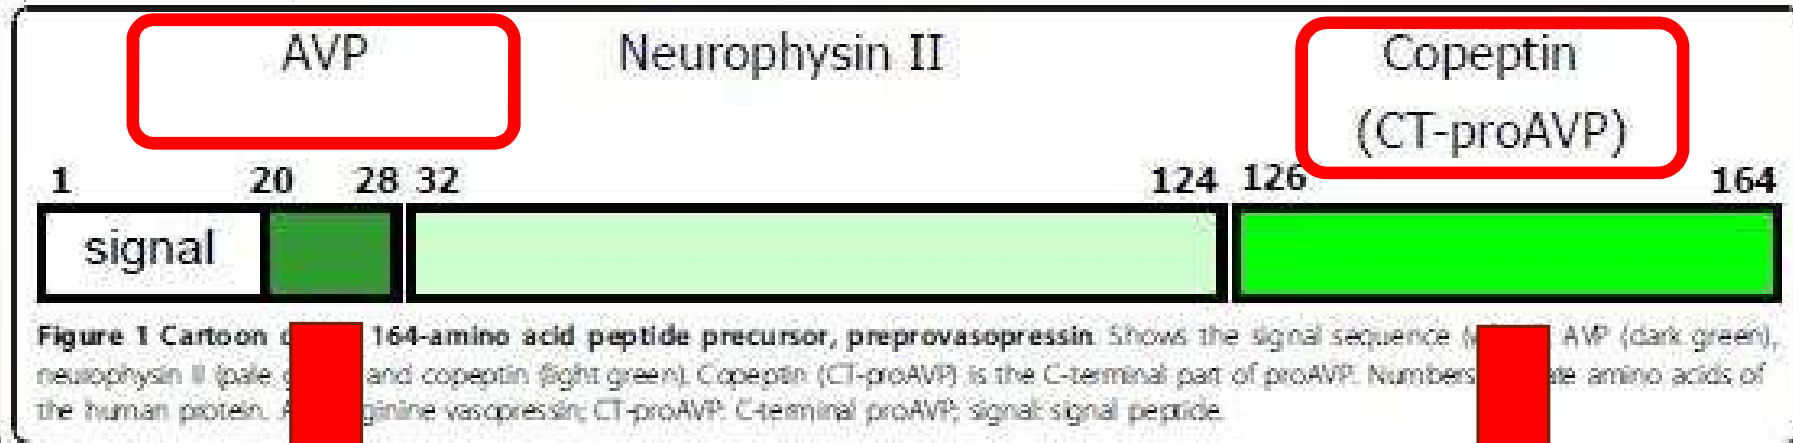 AVP Neurophysin II Copeptin
(CT-proAVP)
1 20 28 32 124 126 164
signal
Figure 1 Cartoon 164-amino acid peptide precursor, preprovasopressin. Shows the signal sequence AVP (dark green),
neurophysin II (pale and copeptin (light green). Copeptin (CT-proAVP) is the C-terminal part of proAVP. Numbers amino acids of
the human protein. vasopressin; CT-proAVP: C-terminal proAVP; signal: signal peptide.